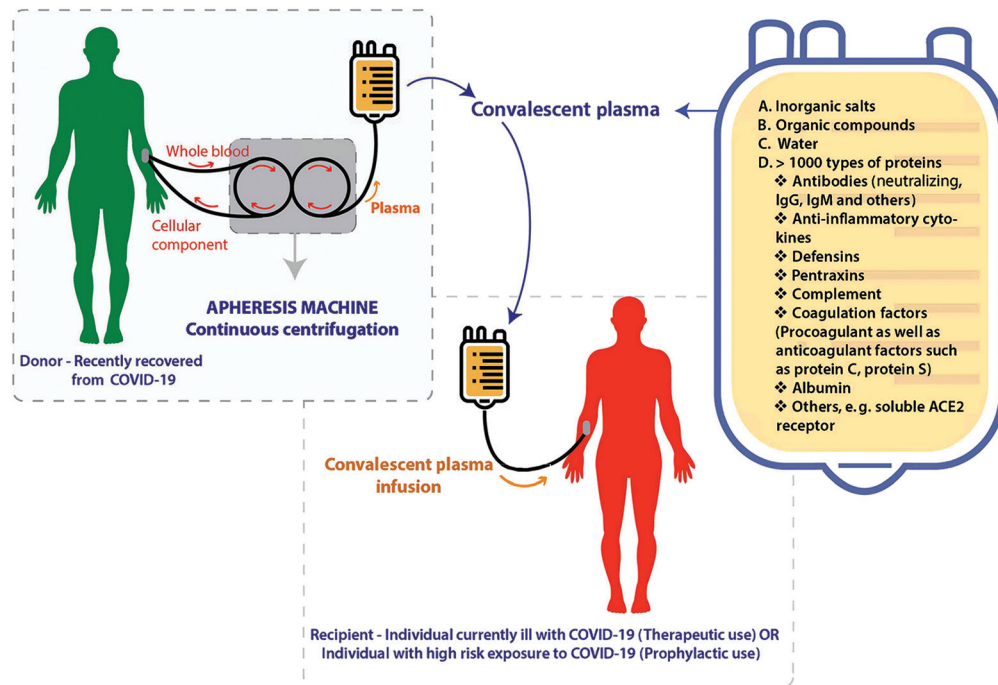 Whole blood
Cellular
component
Plasma
APHERESIS MACHINE
Continuous centrifugation
Donor - Recently recovered
from COVID-19
Convalescent plasma
A. Inorganic salts
B. Organic compounds
C. Water
D. > 1000 types of proteins
❖ Antibodies (neutralizing,
IgG, IgM and others)
❖ Anti-inflammatory cyto-
kines
❖ Defensins
❖ Pentraxins
❖ Complement
❖ Coagulation factors
(Procoagulant as well as
anticoagulant factors such
as protein C, protein S)
❖ Albumin
❖ Others, e.g. soluble ACE2
receptor
Convalescent plasma
infusion
Recipient - Individual currently ill with COVID-19 (Therapeutic use) OR
Individual with high risk exposure to COVID-19 (Prophylactic use)